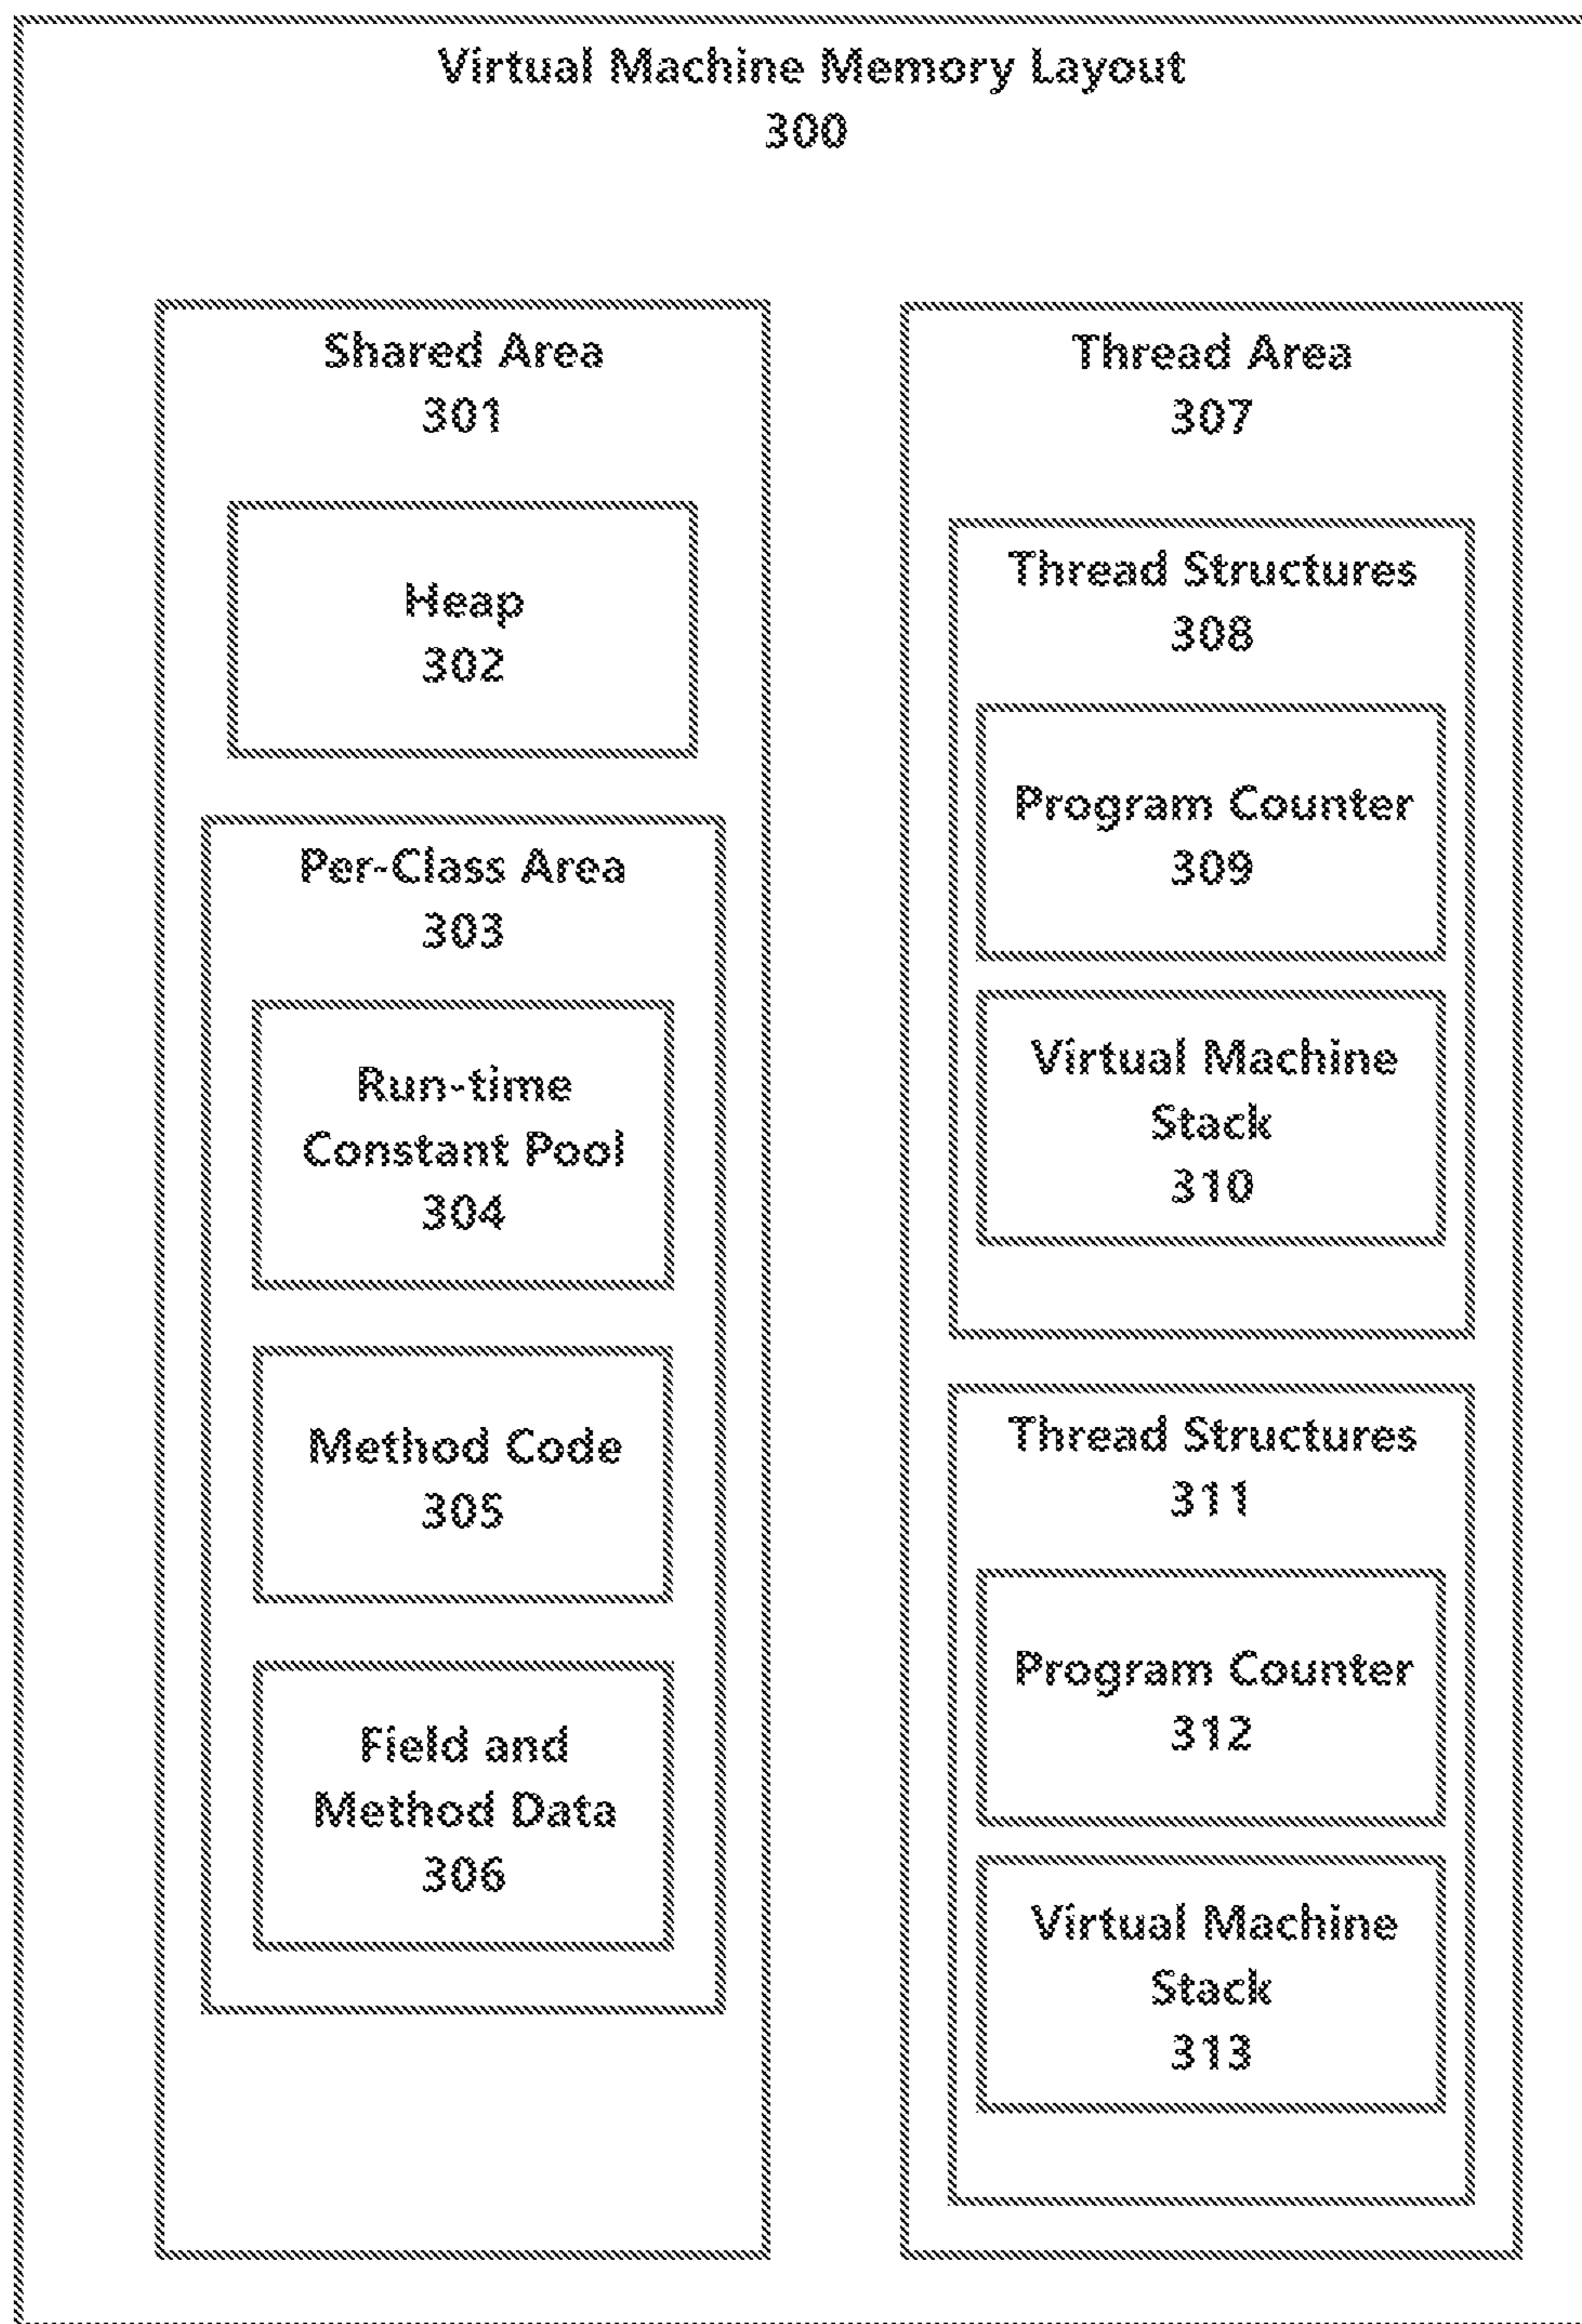 Virtual Machine Memory Layout
300
Shared Area
301
Heap
302
Per-Class Area
303
Run-time
Constant Pool
304
Method Code
305
Field and
Method Data
306
Thread Area
307
Thread Structures
308
Program Counter
309
Virtual Machine
Stack
310
Thread Structures
311
Program Counter
312
Virtual Machine
Stack
313